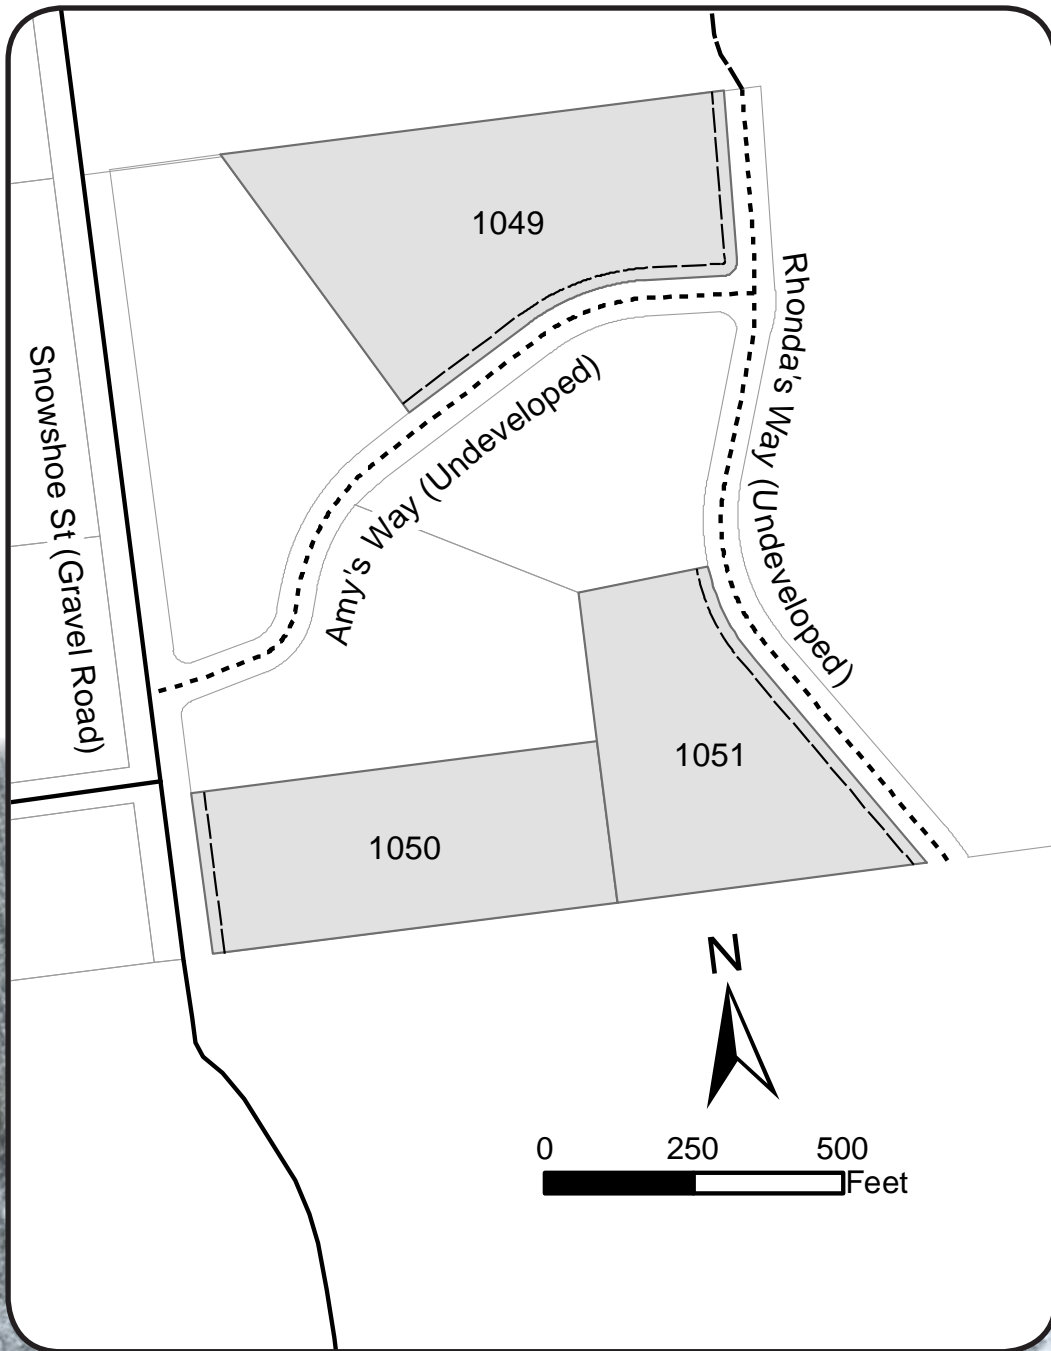 1049
Rhonda's Way (Undeveloped)
Snowshoe St (Gravel Road)
Amy's Way (Undeveloped)
1051
1050
N
0 250 500
Feet